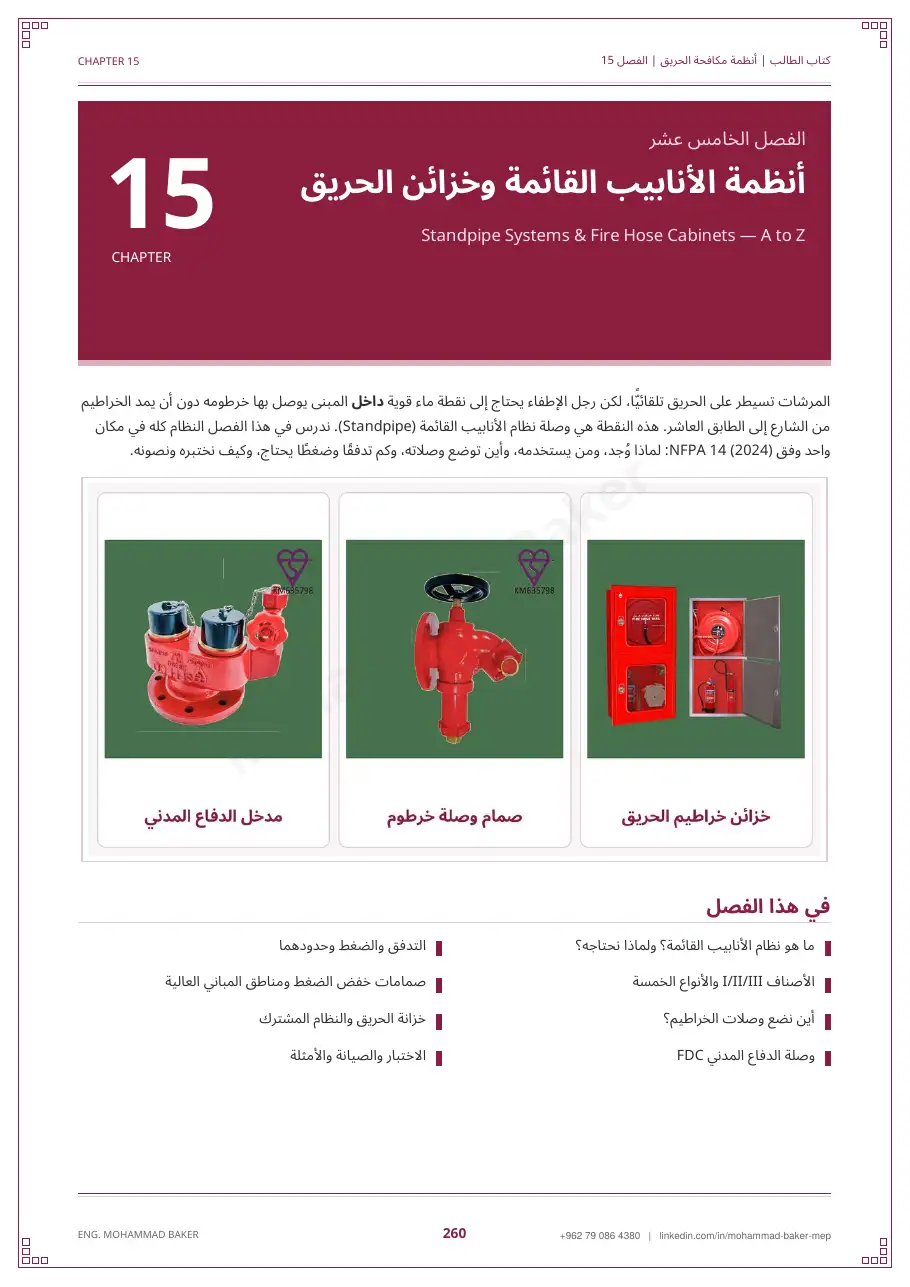 كتاب الطالب | أنظمة مكافحة الحريق | الفصل 15
CHAPTER 15
الفصل الخامس عشر
أنظمة الأنابيب القائمة وخزائن الحريق
Standpipe Systems & Fire Hose Cabinets — A to Z
15
CHAPTER
المرشات تسيطر على الحريق تلقائيًّا، لكن رجل الإطفاء يحتاج إلى نقطة ماء قوية داخل المبنى يوصل بها خرطومه دون أن يمد الخراطيم
من الشارع إلى الطابق العاشر. هذه النقطة هي وصلة نظام الأنابيب القائمة (Standpipe). ندرس في هذا الفصل النظام كله في مكان
واحد وفق NFPA 14 (2024): لماذا وُجد، ومن يستخدمه، وأين توضع وصلاته، وكم تدفقًا وضغطًا يحتاج، وكيف نختبره ونصونه.
KM635798
KM635798
خزائن خراطيم الحريق
صمام وصلة خرطوم
مدخل الدفاع المدني
في هذا الفصل
ما هو نظام الأنابيب القائمة؟ ولماذا نحتاجه؟
الأصناف I/II/III والأنواع الخمسة
أين نضع وصلات الخراطيم؟
وصلة الدفاع المدني FDC
التدفق والضغط وحدودهما
صمامات خفض الضغط ومناطق المباني العالية
خزانة الحريق والنظام المشترك
الاختبار والصيانة والأمثلة
ENG. MOHAMMAD BAKER
260
+962 79 086 4380 | linkedin.com/in/mohammad-baker-mep